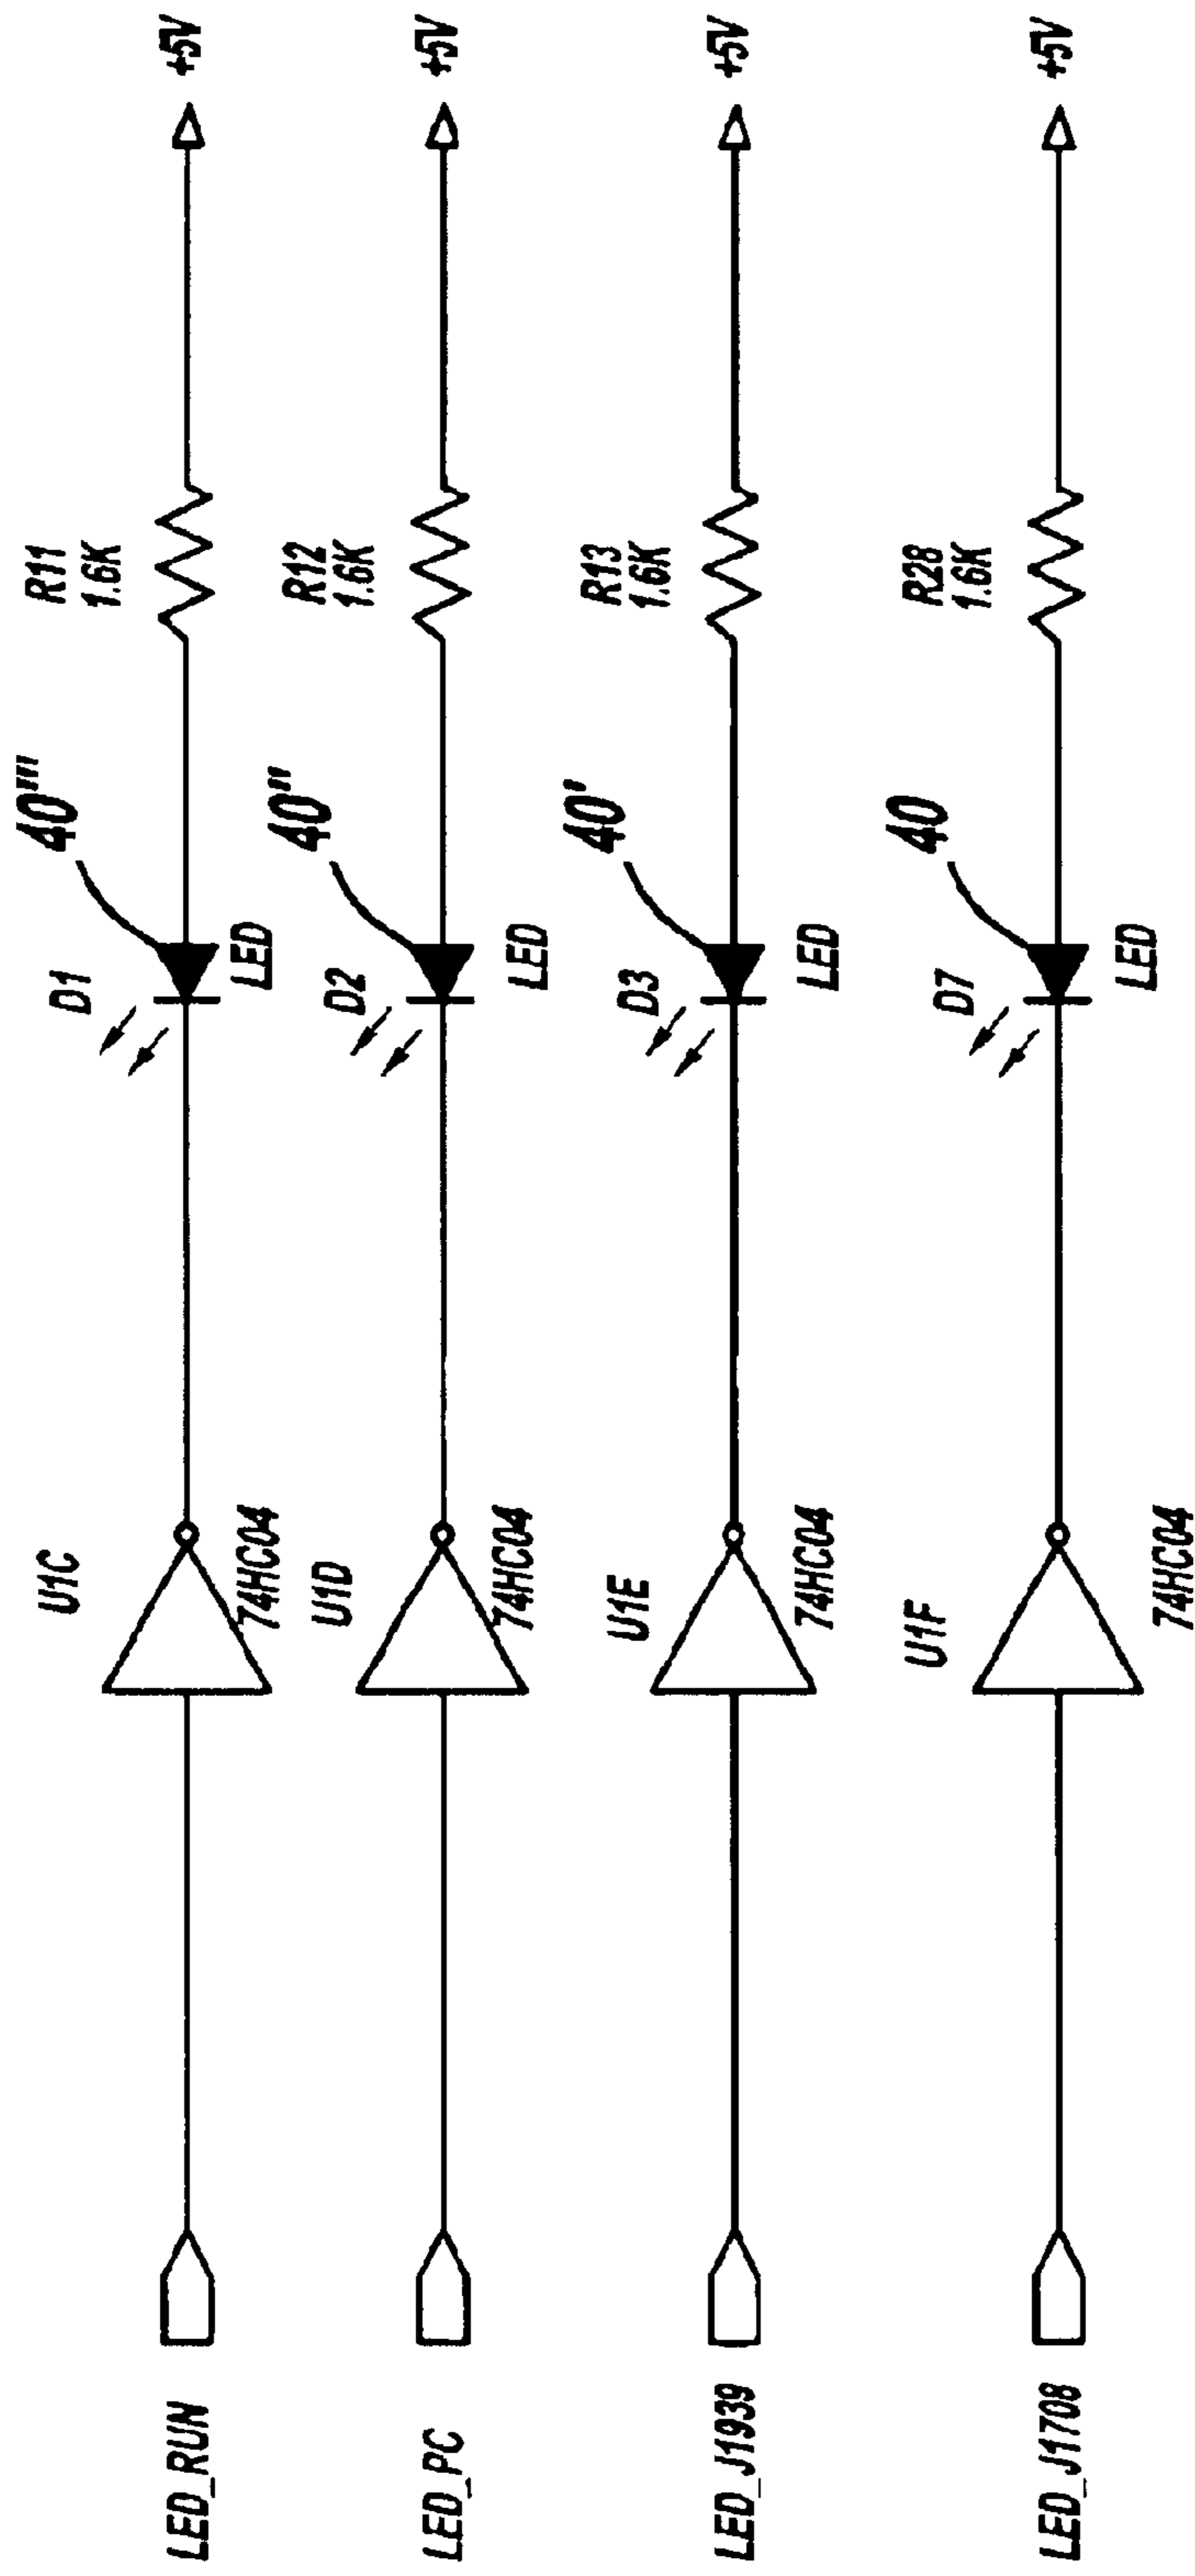 LED_RUN
U1C
74HC04
D1
LED
40'''
R11
1.6K
+5V
LED_PC
U1D
74HC04
D2
LED
40''
R12
1.6K
+5V
LED_J1939
U1E
74HC04
D3
LED
40'
R13
1.6K
+5V
LED_J1708
U1F
74HC04
D7
LED
40
R28
1.6K
+5V